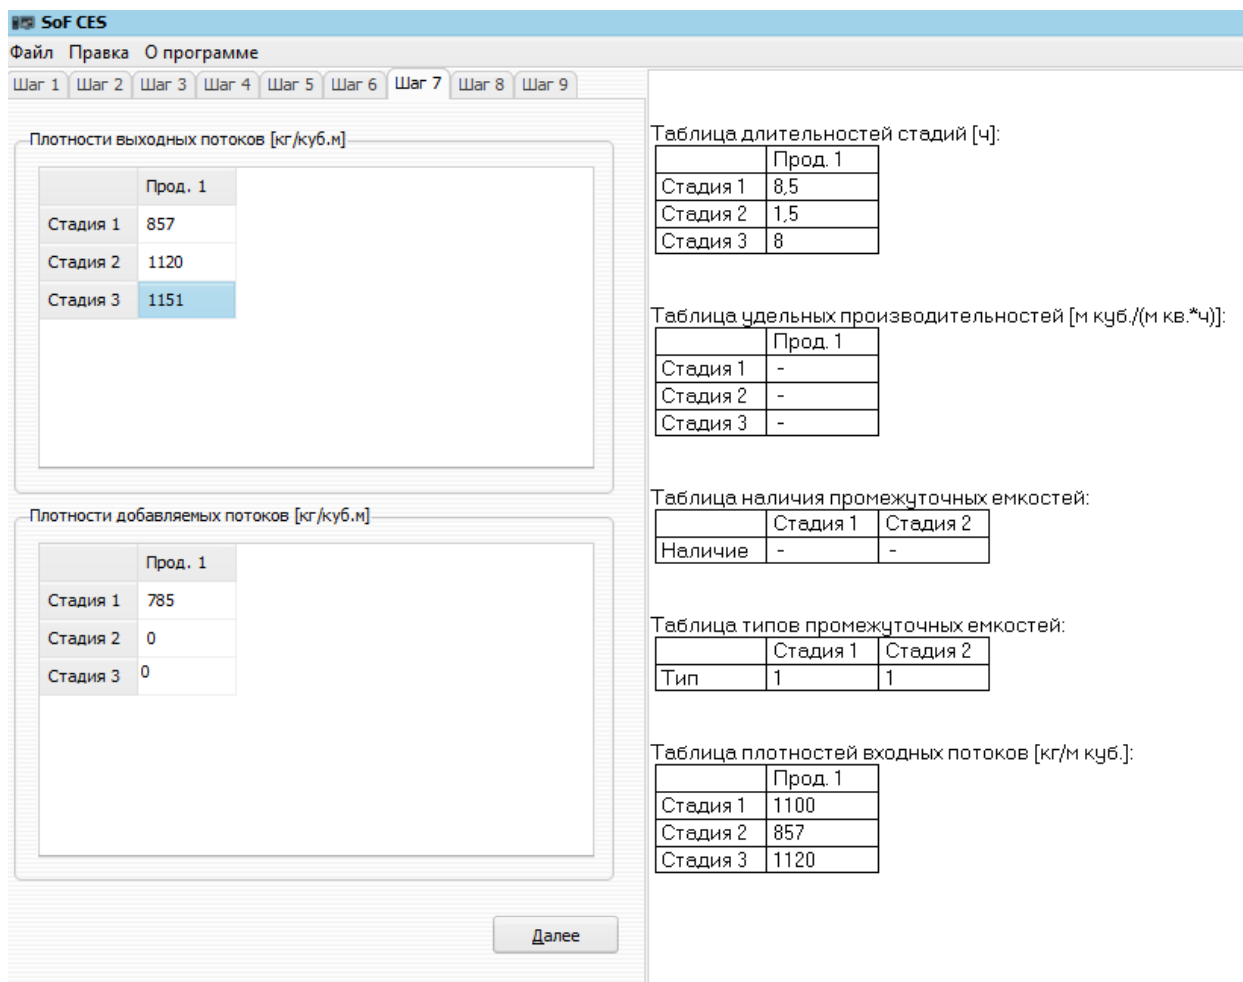 SoF CES
Файл Правка О программе
Шаг 1 Шаг 2 Шаг 3 Шаг 4 Шаг 5 Шаг 6 Шаг 7 Шаг 8 Шаг 9
Плотности выходных потоков [кг/куб.м]
Прод. 1
Стадия 1 857
Стадия 2 1120
Стадия 3 1151
Плотности добавляемых потоков [кг/куб.м]
Прод. 1
Стадия 1 785
Стадия 2 0
Стадия 3 0
Далее
Таблица длительностей стадий [ч]:
Прод. 1
Стадия 1 8,5
Стадия 2 1,5
Стадия 3 8
Таблица удельных производительностей [м куб./(м кв.*ч)]:
Прод. 1
Стадия 1 -
Стадия 2 -
Стадия 3 -
Таблица наличия промежуточных емкостей:
Стадия 1 Стадия 2
Наличие - -
Таблица типов промежуточных емкостей:
Стадия 1 Стадия 2
Тип 1 1
Таблица плотностей входных потоков [кг/м куб.]:
Прод. 1
Стадия 1 1100
Стадия 2 857
Стадия 3 1120